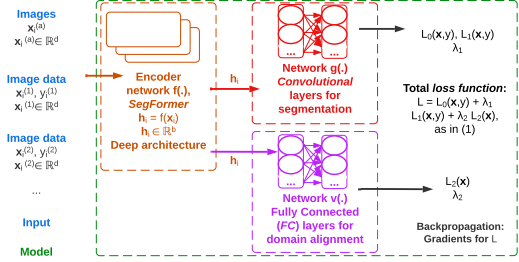 Images
xᵢ⁽ᵃ⁾
xᵢ ⁽ᵃ⁾∈ ℝᵈ
Image data
xᵢ⁽¹⁾, yᵢ⁽¹⁾
xᵢ ⁽¹⁾∈ ℝᵈ
Image data
xᵢ⁽²⁾, yᵢ⁽²⁾
xᵢ ⁽²⁾∈ ℝᵈ
...
Input
Model
Encoder
network f(.),
SegFormer
hᵢ = f(xᵢ)
hᵢ ∈ ℝᵇ
Deep architecture
hᵢ
hᵢ
... ...
Network g(.)
Convolutional
layers for
segmentation
... ...
Network v(.)
Fully Connected
(FC) layers for
domain alignment
L₀(x,y), L₁(x,y)
λ₁
Total loss function:
L = L₀(x,y) + λ₁
L₁(x,y) + λ₂ L₂(x),
as in (1)
L₂(x)
λ₂
Backpropagation:
Gradients for L